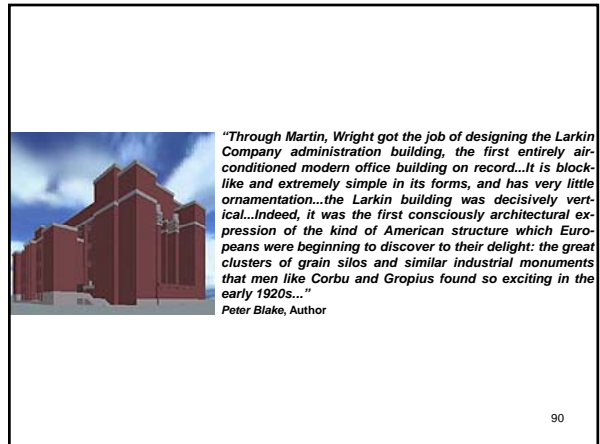 “Through Martin, Wright got the job of designing the Larkin
Company administration building, the first entirely air-
conditioned modern office building on record...It is block-
like and extremely simple in its forms, and has very little
ornamentation...the Larkin building was decisively vert-
ical...Indeed, it was the first consciously architectural ex-
pression of the kind of American structure which Euro-
peans were beginning to discover to their delight: the great
clusters of grain silos and similar industrial monuments
that men like Corbu and Gropius found so exciting in the
early 1920s...”
Peter Blake, Author
90